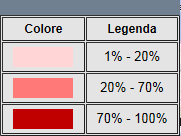 Colore Legenda
1% - 20%
20% - 70%
70% - 100%